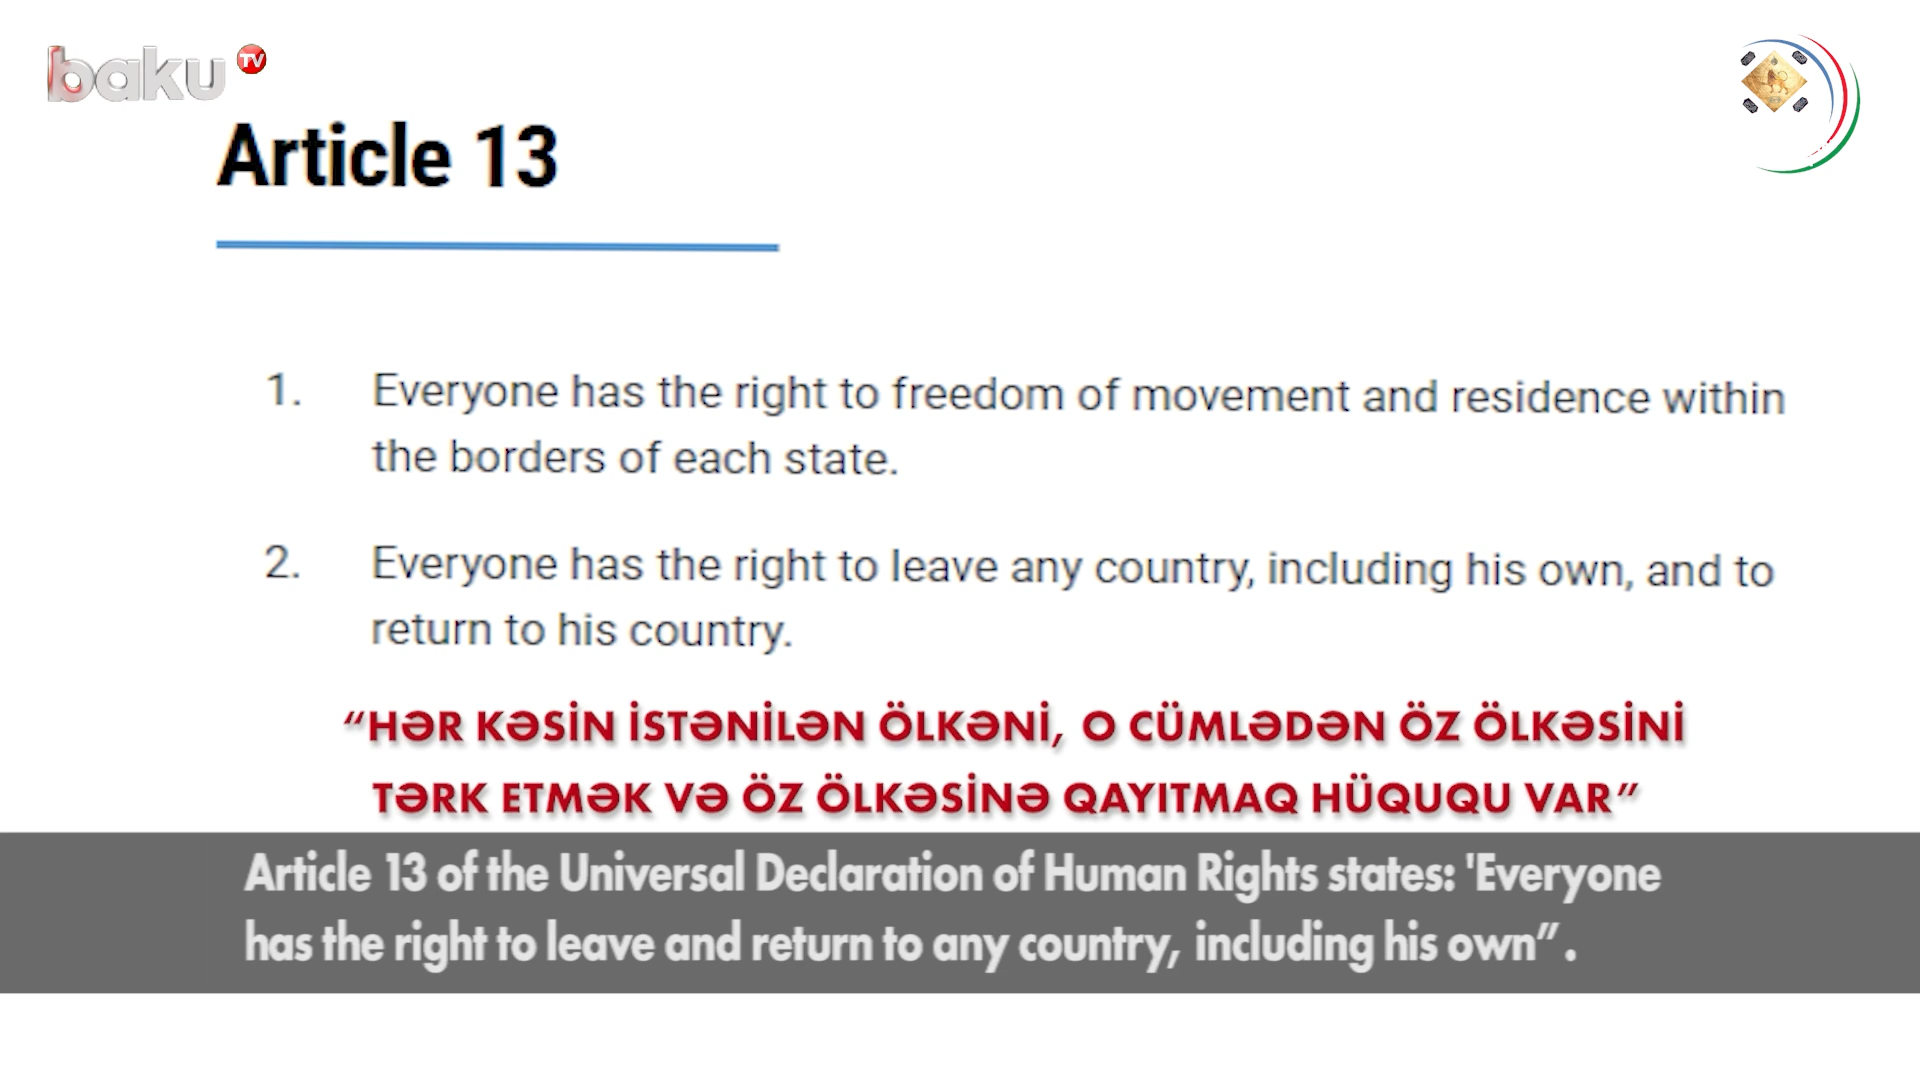 baku TV
Article 13
1. Everyone has the right to freedom of movement and residence within
the borders of each state.
2. Everyone has the right to leave any country, including his own, and to
return to his country.
“HƏR KƏSİN İSTƏNİLƏN ÖLKƏNİ, O CÜMLƏDƏN ÖZ ÖLKƏSİNİ
TƏRK ETMƏK VƏ ÖZ ÖLKƏSİNƏ QAYITMAQ HÜQUQU VAR”
Article 13 of the Universal Declaration of Human Rights states: 'Everyone
has the right to leave and return to any country, including his own” .